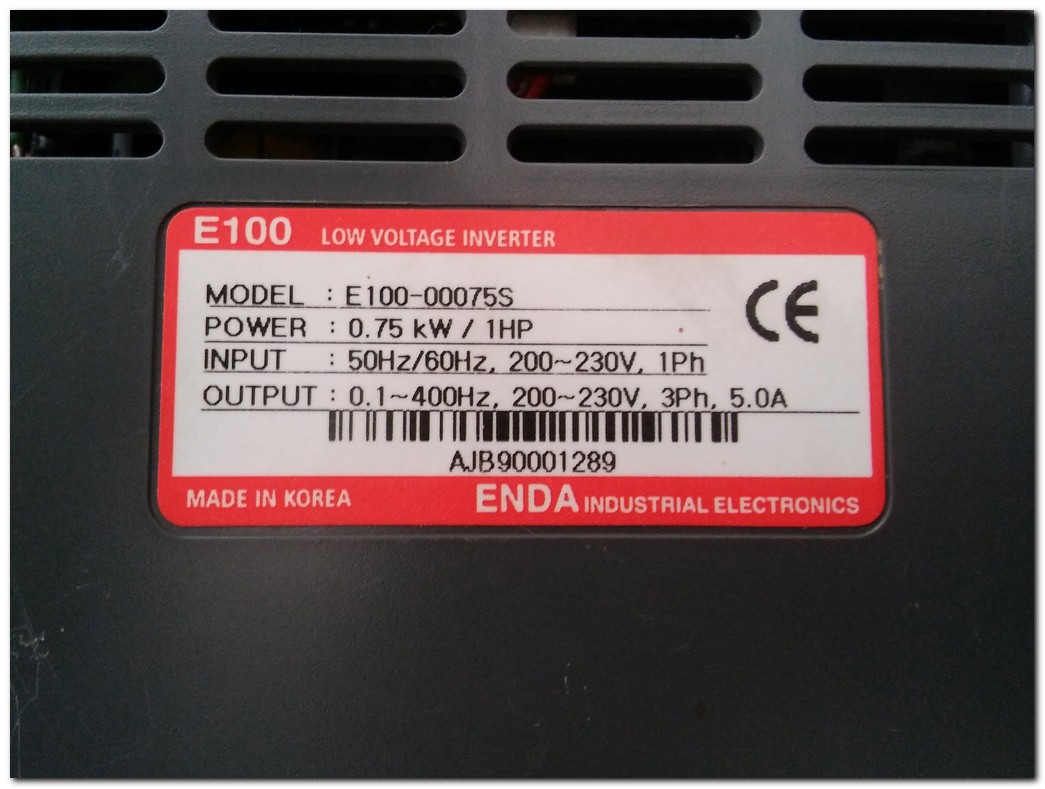 E100 LOW VOLTAGE INVERTER
MODEL : E100-00075S
POWER : 0.75 kW / 1HP
INPUT : 50Hz/60Hz, 200~230V, 1Ph
OUTPUT : 0.1~400Hz, 200~230V, 3Ph, 5.0A
CE
AJB90001289
MADE IN KOREA ENDA INDUSTRIAL ELECTRONICS